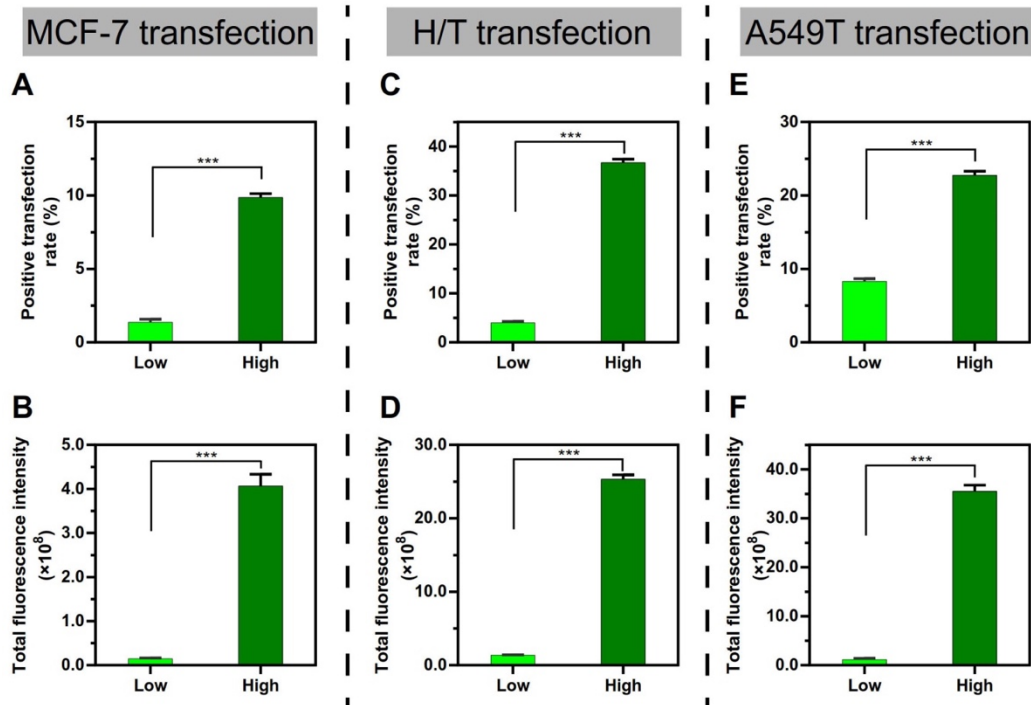 MCF-7 transfection
H/T transfection
A549T transfection
A
Positive transfection
rate (%)
15
10
5
0
***
Low
High
C
Positive transfection
rate (%)
40
30
20
10
0
***
Low
High
E
Positive transfection
rate (%)
30
20
10
0
***
Low
High
B
Total fluorescence intensity
(×10⁸)
5.0
4.0
3.0
2.0
1.0
0.0
***
Low
High
D
Total fluorescence intensity
(×10⁸)
30.0
20.0
10.0
0.0
***
Low
High
F
Total fluorescence intensity
(×10⁸)
40.0
30.0
20.0
10.0
0.0
***
Low
High